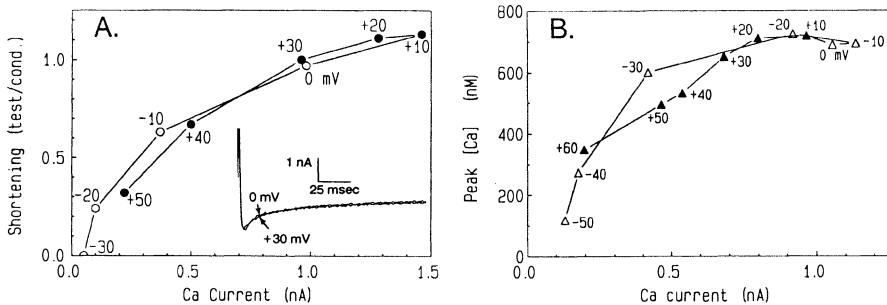 A.
Shortening (test/cond.)
1.0
0.5
0.0
0.0
0.5
1.0
1.5
Ca Current (nA)
-30
-20
-10
0 mV
+10
+20
+30
+40
+50
1 nA
25 msec
0 mV
+30 mV
B.
Peak [Ca] (nM)
800
600
400
200
0
0.0
0.5
1.0
Ca current (nA)
-50
-40
-30
-20
-10
0 mV
+10
+20
+30
+40
+50
+60